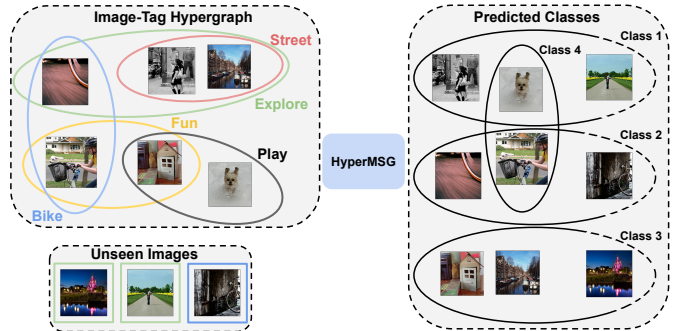 Image-Tag Hypergraph
Street
Explore
Fun
Play
Bike
Unseen Images
HyperMSG
Predicted Classes
Class 1
Class 4
Class 2
Class 3